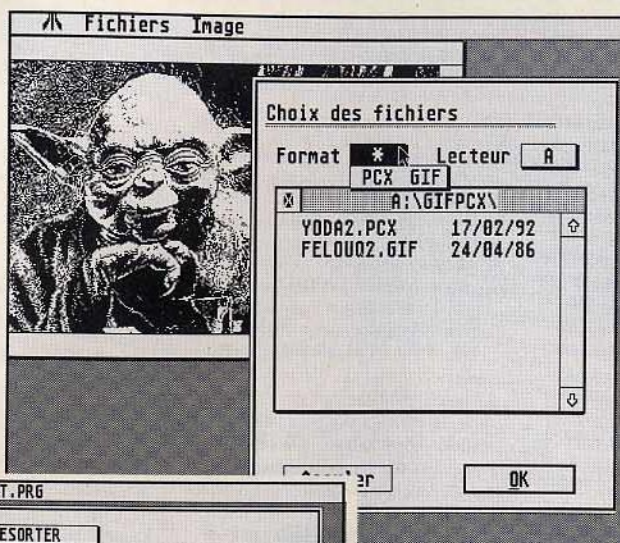 Fichiers Image
Choix des fichiers
Format * Lecteur A
PCX GIF
A:\GIFPCX\
YODA2.PCX 17/02/92
FELOUQ2.GIF 24/04/86
OK
T.PRG
ESORTER